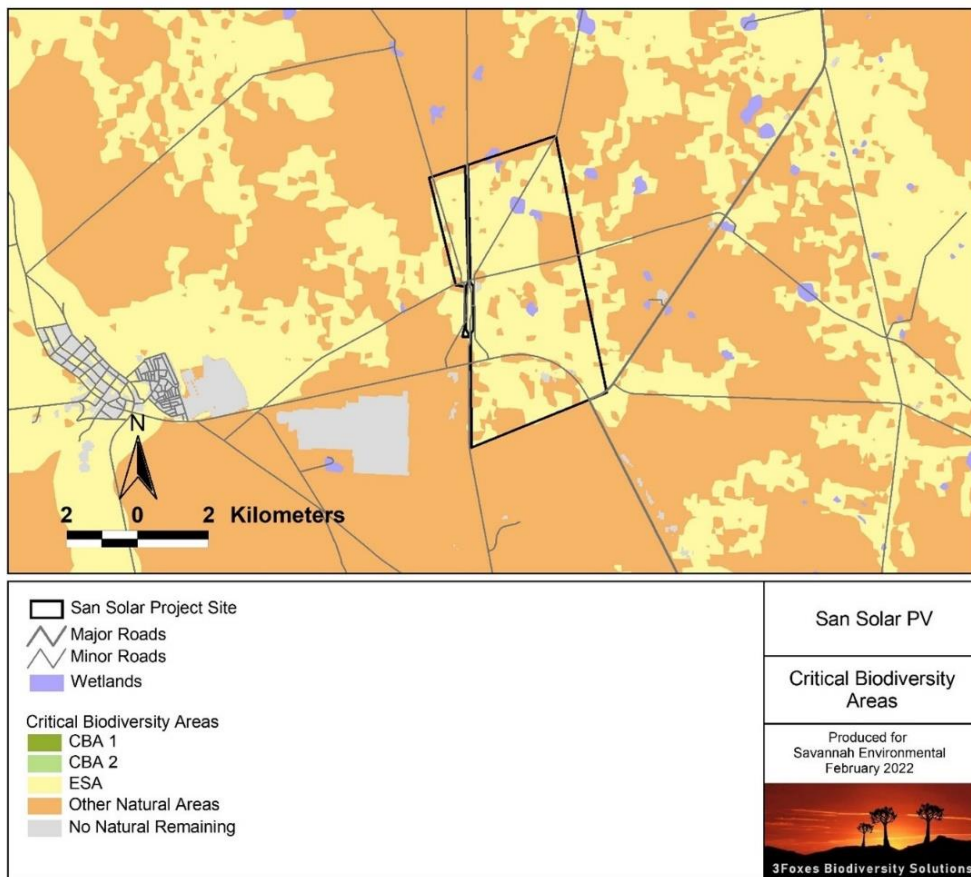 N
2 0 2 Kilometers
San Solar Project Site
Major Roads
Minor Roads
Wetlands
Critical Biodiversity Areas
CBA 1
CBA 2
ESA
Other Natural Areas
No Natural Remaining
San Solar PV
Critical Biodiversity
Areas
Produced for
Savannah Environmental
February 2022
3Foxes Biodiversity Solutions